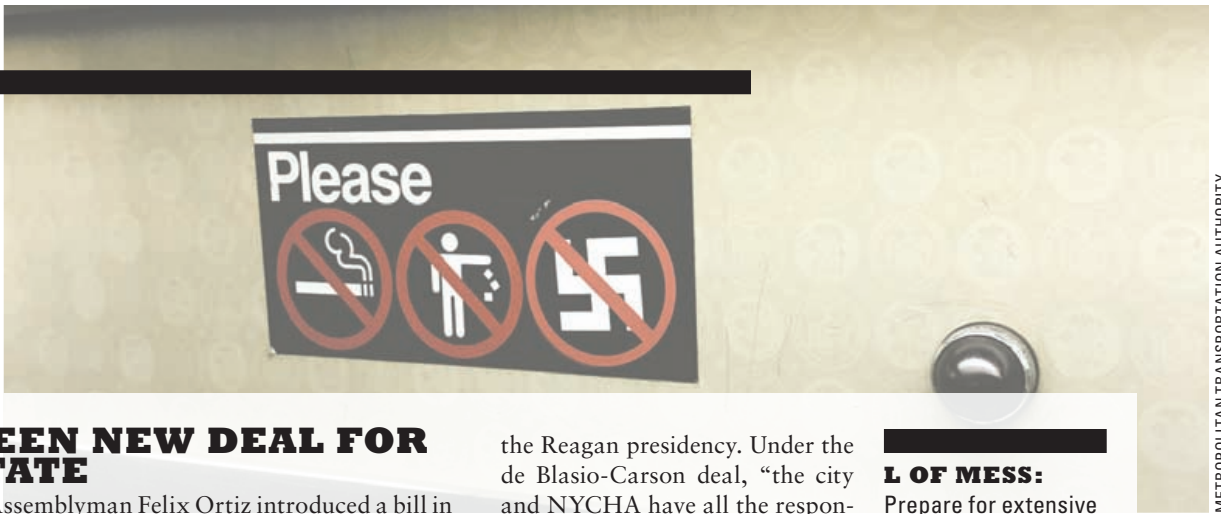 Please
METROPOLITAN TRANSPORTATION AUTHORITY
EEN NEW DEAL FOR
TATE
Assemblyman Felix Ortiz introduced a bill in
the Reagan presidency. Under the
de Blasio-Carson deal, “the city
and NYCHA have all the respon-
L OF MESS:
Prepare for extensive